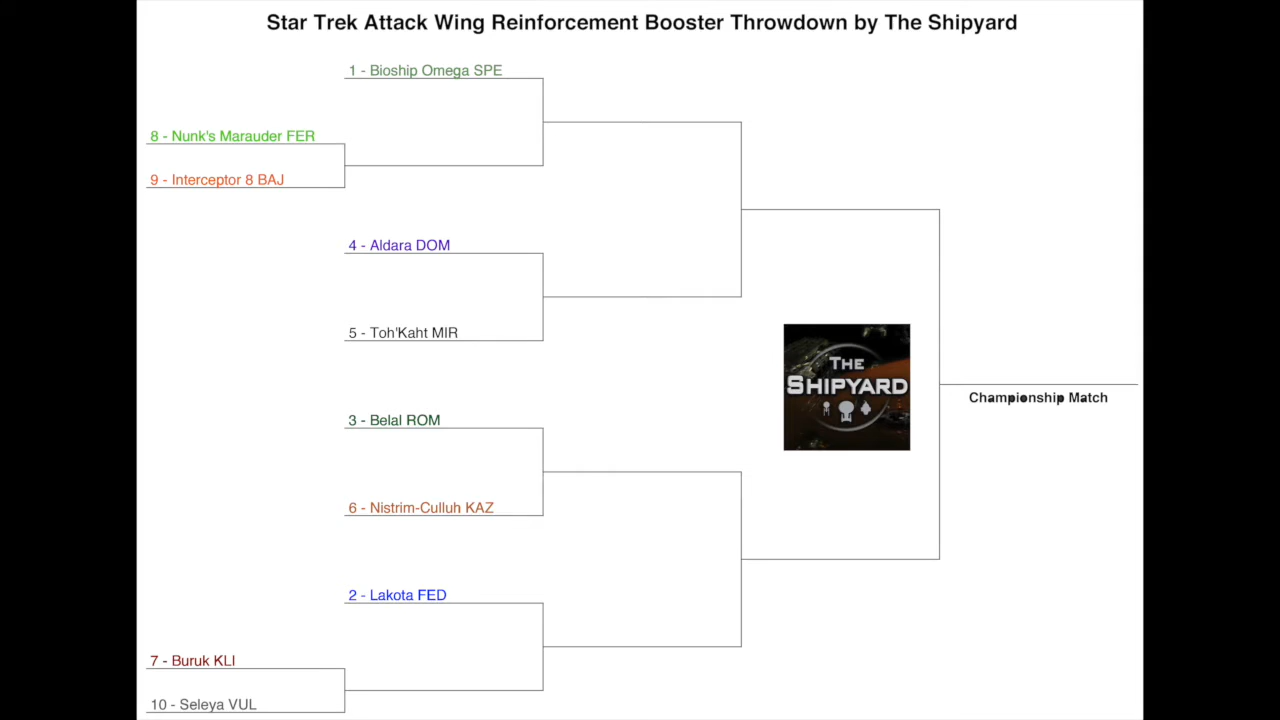 Star Trek Attack Wing Reinforcement Booster Throwdown by The Shipyard
1 - Bioship Omega SPE
8 - Nunk's Marauder FER
9 - Interceptor 8 BAJ
4 - Aldara DOM
5 - Toh'Kaht MIR
THE
SHIPYARD
Championship Match
3 - Belal ROM
6 - Nistrim-Culluh KAZ
2 - Lakota FED
7 - Buruk KLI
10 - Seleya VUL